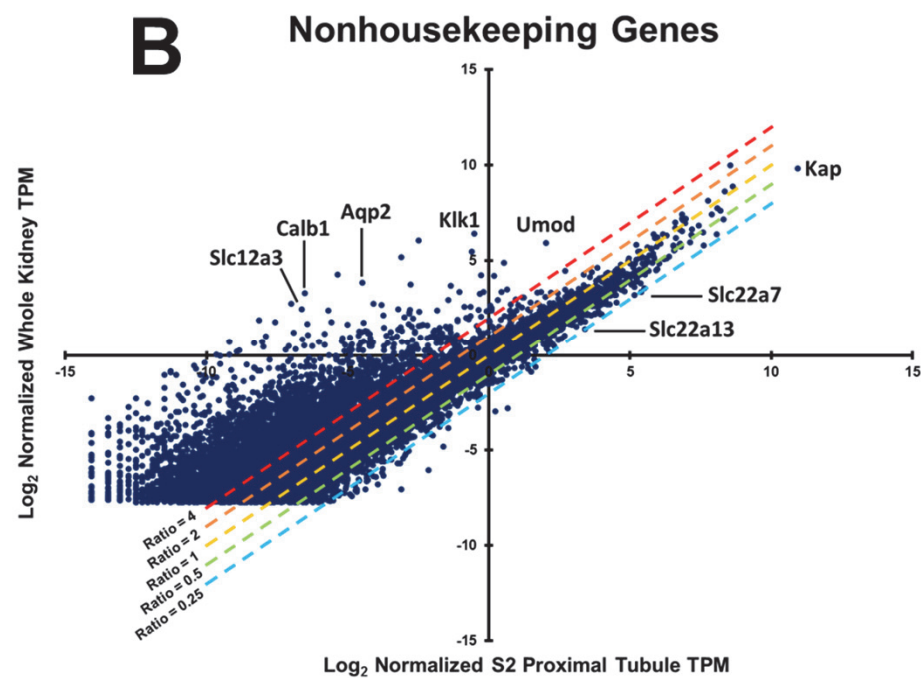 B Nonhousekeeping Genes
15
10
Kap
Aqp2
Klk1
Umod
Calb1
Slc12a3
5
Slc22a7
Slc22a13
-15
-10
-5
0
5
10
15
-5
-10
-15
Ratio = 4
Ratio = 2
Ratio = 1
Ratio = 0.5
Ratio = 0.25
Log2 Normalized Whole Kidney TPM
Log2 Normalized S2 Proximal Tubule TPM